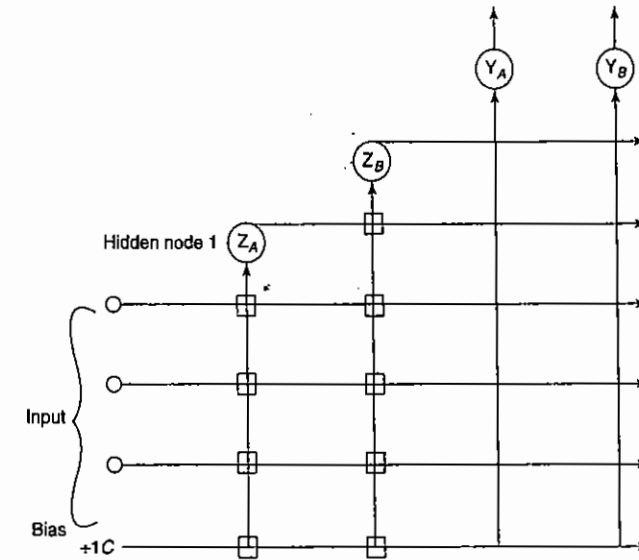 Y_A Y_B
Z_B
Hidden node 1 Z_A
Input
Bias
+1C